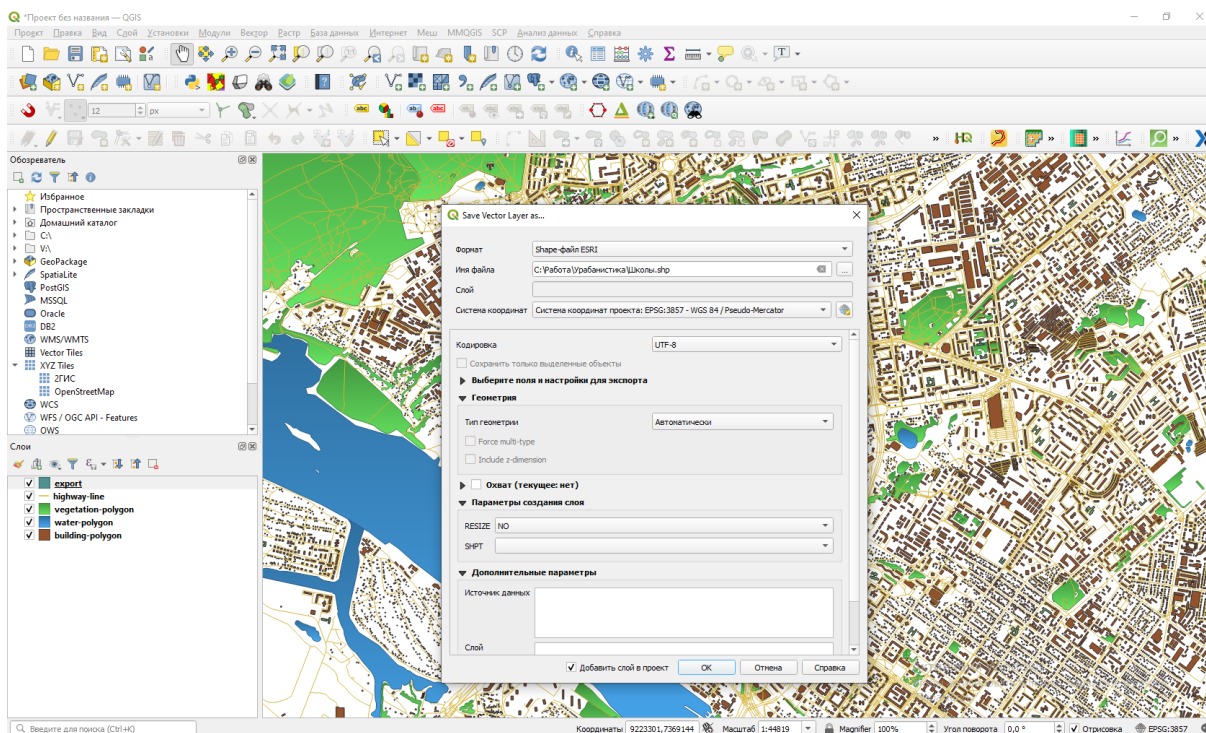 *Проект без названия — QGIS
Проект Правка Вид Слой Установки Модули Вектор Растр База данных Интернет Меш MMQGIS SCP Анализ данных Справка
12 px
abc ab abc
HQ
Обозреватель
Избранное
Пространственные закладки
Домашний каталог
C:\
V:\
GeoPackage
SpatiaLite
PostGIS
MSSQL
Oracle
DB2
WMS/WMTS
Vector Tiles
XYZ Tiles
2ГИС
OpenStreetMap
WCS
WFS / OGC API - Features
OWS
Слои
export
highway-line
vegetation-polygon
water-polygon
building-polygon
Save Vector Layer as...
Формат Shape-файл ESRI
Имя файла C:\Работа\Урабанистика\Школы.shp ...
Слой
Система координат Система координат проекта: EPSG:3857 - WGS 84 / Pseudo-Mercator
Кодировка UTF-8
Сохранить только выделенные объекты
Выберите поля и настройки для экспорта
Геометрия
Тип геометрии Автоматически
Force multi-type
Include z-dimension
Охват (текущее: нет)
Параметры создания слоя
RESIZE NO
SHPT
Дополнительные параметры
Источник данных
Слой
Добавить слой в проект OK Отмена Справка
Введите для поиска (Ctrl+K) Координаты 9223301,7369144 Масштаб 1:44819 Magnifier 100% Угол поворота 0,0 ° Отрисовка EPSG:3857